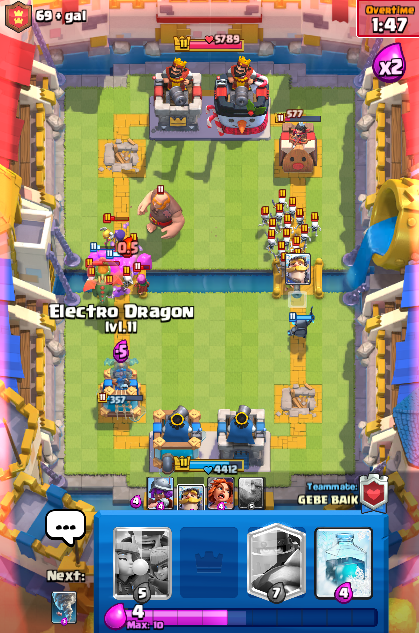 69 + gal
OVERTIME
1:47
5789
x2
577
0.5
Electro Dragon
lvl.11
-5
357
4412
Teammate:
GEBE BAIK
4
Next:
5
7
4
4
Max: 10